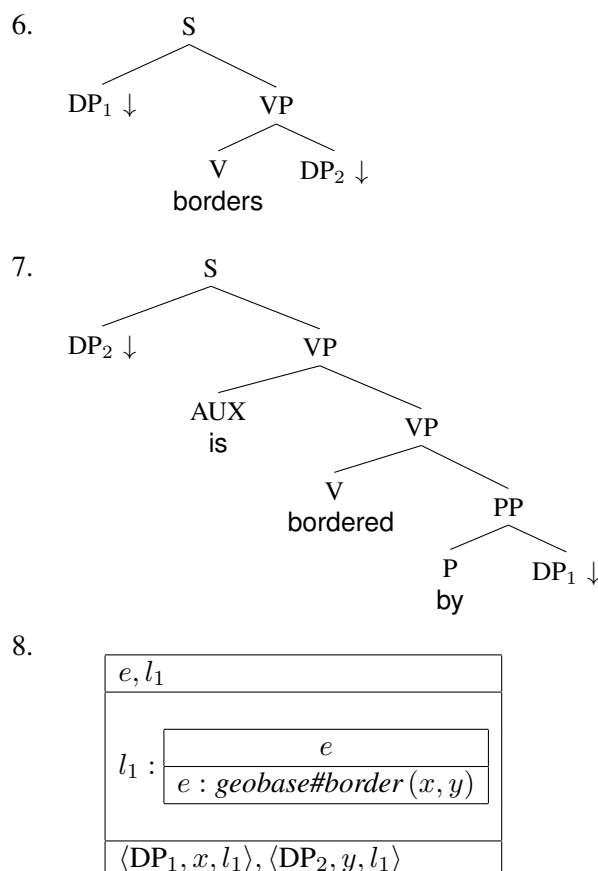 6.
S
DP₁ ↓ VP
V DP₂ ↓
borders
7.
S
DP₂ ↓ VP
AUX VP
is
V PP
bordered
P DP₁ ↓
by
8.
e, l₁
e
l₁ : e : geobase#border (x, y)
⟨DP₁, x, l₁⟩, ⟨DP₂, y, l₁⟩